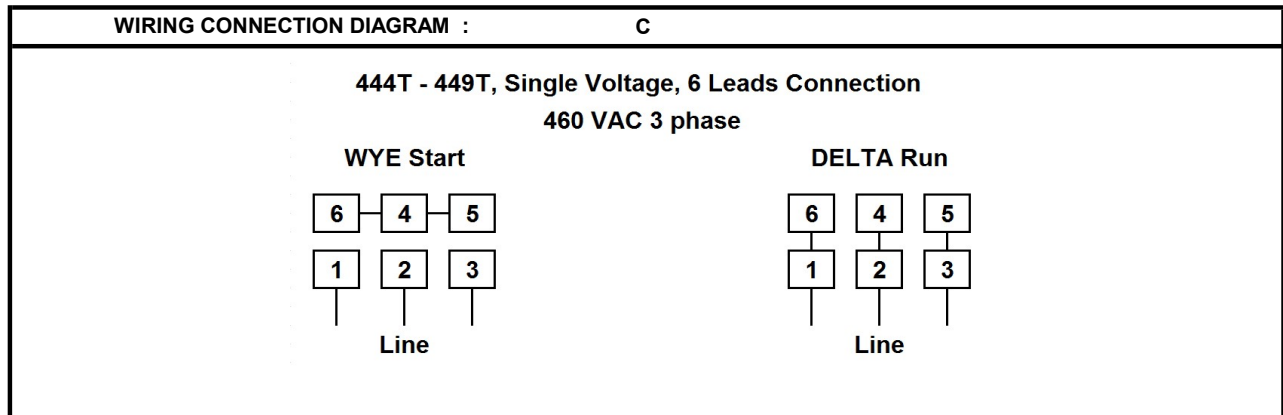 WIRING CONNECTION DIAGRAM : C
444T - 449T, Single Voltage, 6 Leads Connection
460 VAC 3 phase
WYE Start DELTA Run
6 4 5 6 4 5
1 2 3 1 2 3
Line Line